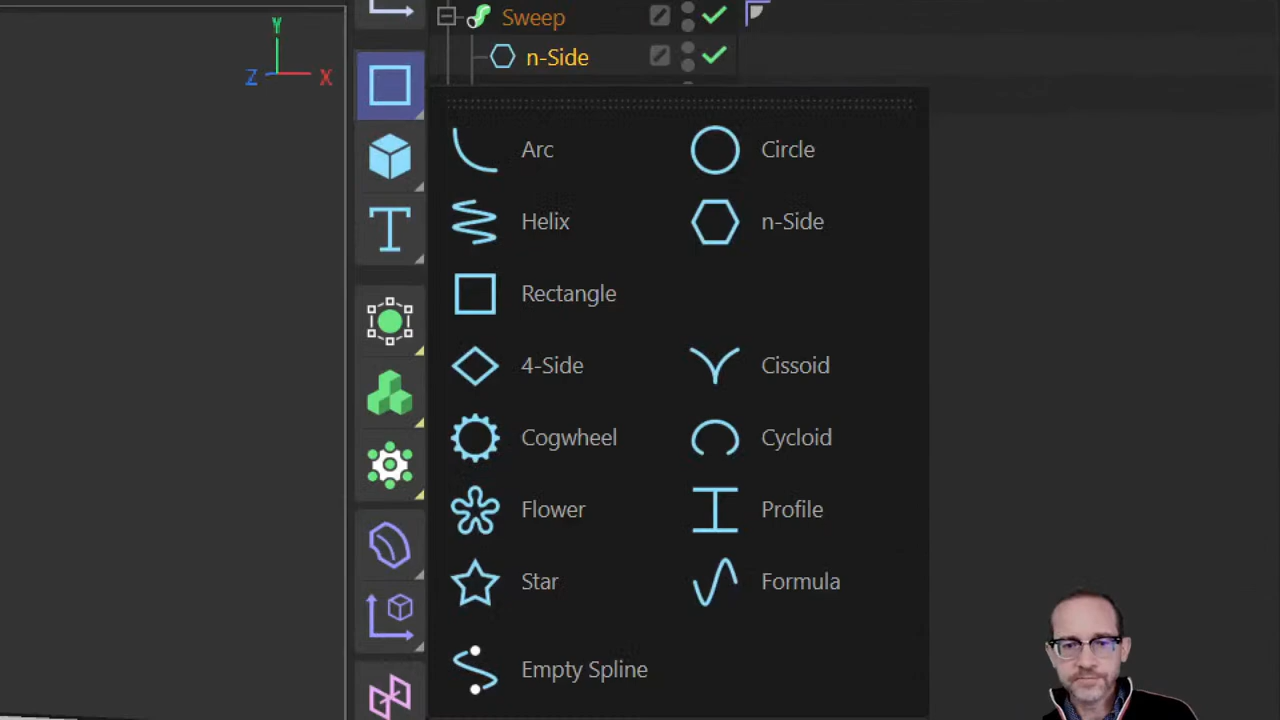 Sweep
n-Side
Y
Z X
Arc Circle
Helix n-Side
Rectangle
4-Side Cissoid
Cogwheel Cycloid
Flower Profile
Star Formula
Empty Spline